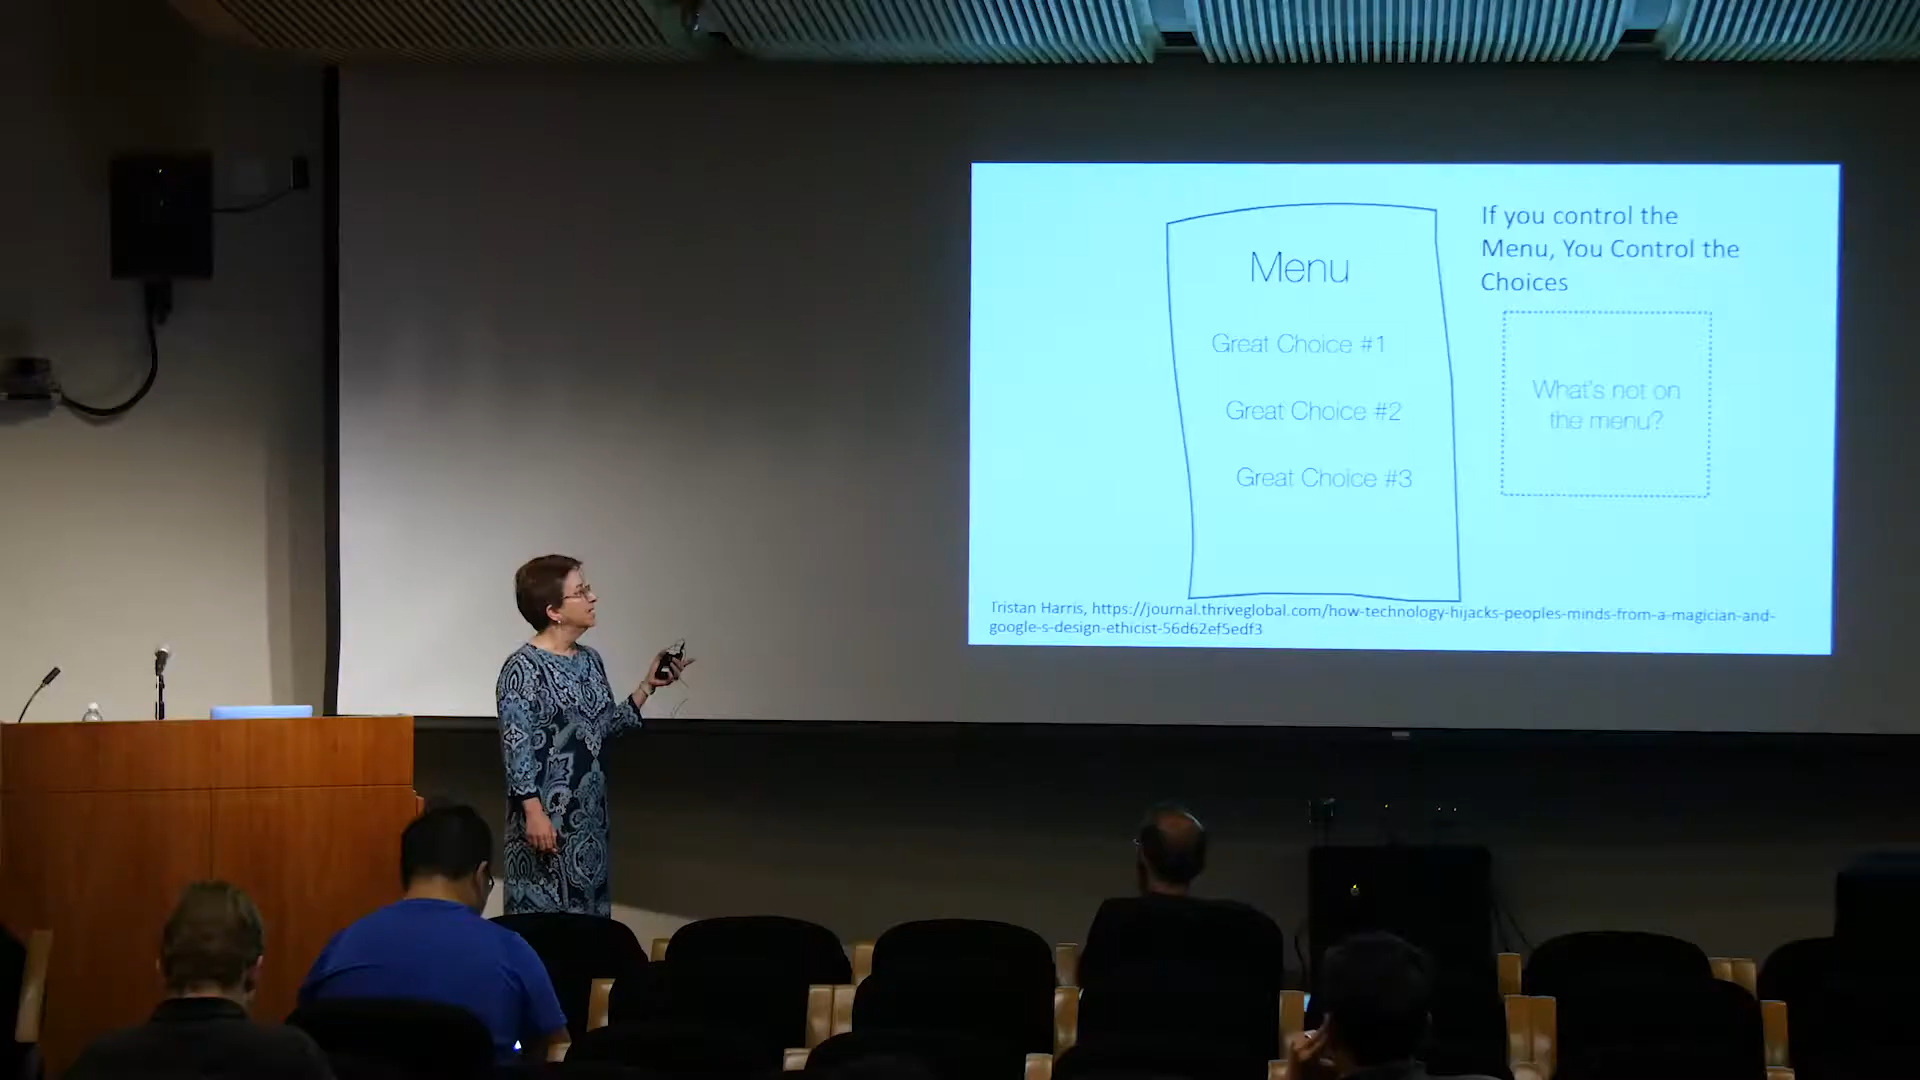 If you control the
Menu, You Control the
Choices
Menu
Great Choice #1
Great Choice #2
Great Choice #3
What's not on
the menu?
Tristan Harris, https://journal.thriveglobal.com/how-technology-hijacks-peoples-minds-from-a-magician-and-
google-s-design-ethicist-56d62ef5edf3